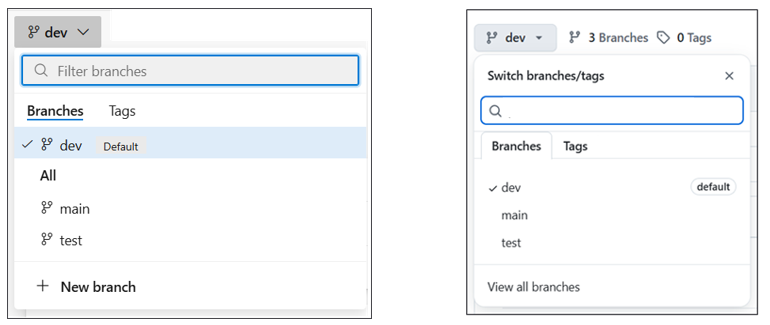 dev
Filter branches
Branches Tags
dev Default
All
main
test
New branch
dev 3 Branches 0 Tags
Switch branches/tags
Branches Tags
dev default
main
test
View all branches